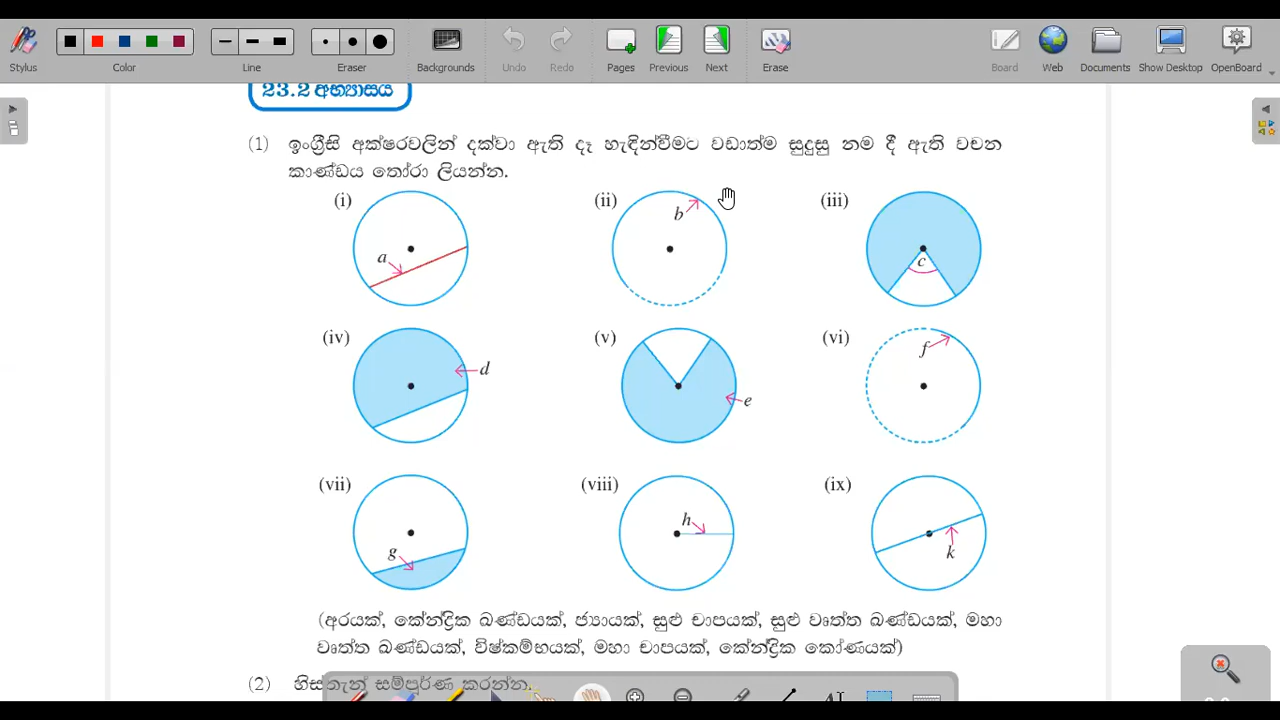 Stylus Color Line Eraser Backgrounds Undo Redo Pages Previous Next Erase Board Web Documents Show Desktop OpenBoard
23.2 අභ්‍යාසය
(1) ඉංග්‍රීසි අක්ෂරවලින් දක්වා ඇති දෑ හැඳින්වීමට වඩාත්ම සුදුසු නම දී ඇති වචන
කාණ්ඩය තෝරා ලියන්න.
(i) (ii) (iii)
b
a c
(iv) (v) (vi)
f
d
e
(vii) (viii) (ix)
h
g k
(අරයක්, කේන්ද්‍රික ඛණ්ඩයක්, ජ්‍යායක්, සුළු චාපයක්, සුළු වෘත්ත ඛණ්ඩයක්, මහා
වෘත්ත ඛණ්ඩයක්, විෂ්කම්භයක්, මහා චාපයක්, කේන්ද්‍රික කෝණයක්)
(2) හිස්තැන් සම්පූර්ණ කරන්න.